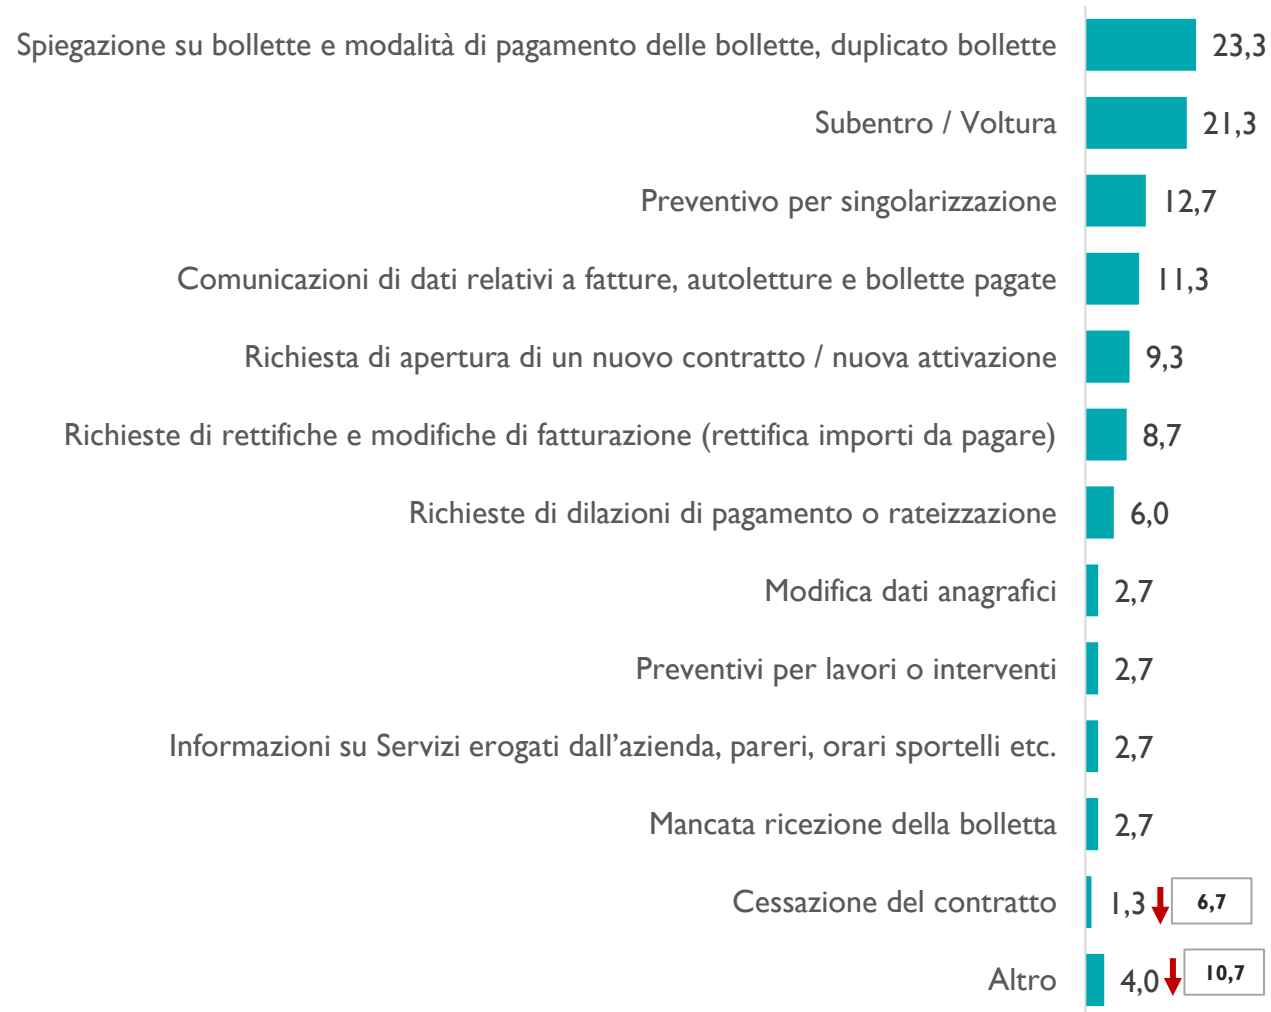 Spiegazione su bollette e modalità di pagamento delle bollette, duplicato bollette 23,3
Subentro / Voltura 21,3
Preventivo per singolarizzazione 12,7
Comunicazioni di dati relativi a fatture, autoletture e bollette pagate 11,3
Richiesta di apertura di un nuovo contratto / nuova attivazione 9,3
Richieste di rettifiche e modifiche di fatturazione (rettifica importi da pagare) 8,7
Richieste di dilazioni di pagamento o rateizzazione 6,0
Modifica dati anagrafici 2,7
Preventivi per lavori o interventi 2,7
Informazioni su Servizi erogati dall’azienda, pareri, orari sportelli etc. 2,7
Mancata ricezione della bolletta 2,7
Cessazione del contratto 1,3 6,7
Altro 4,0 10,7